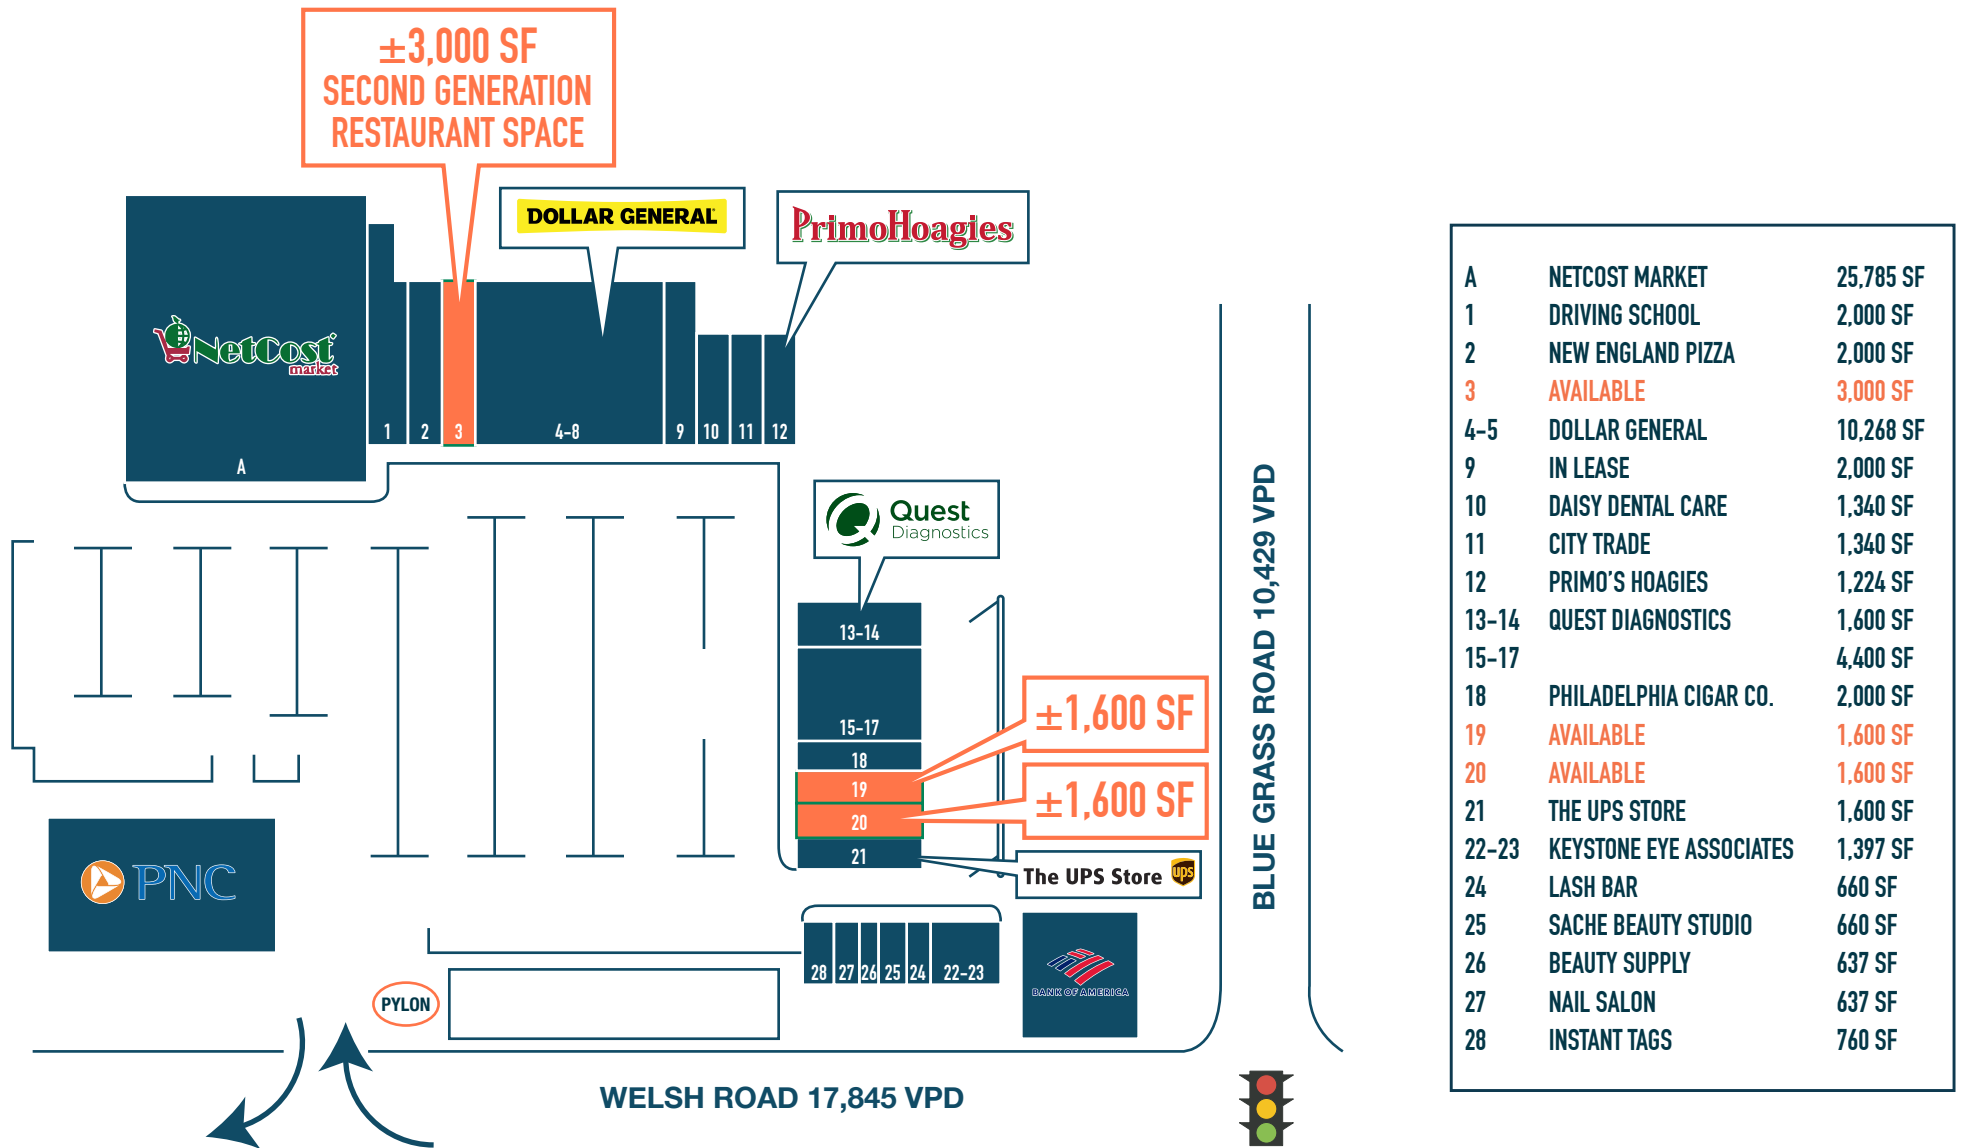 ±3,000 SF
SECOND GENERATION
RESTAURANT SPACE
DOLLAR GENERAL
PrimoHoagies
NetCost
market
A
1
2
3
4-8
9
10
11
12
Quest
Diagnostics
13-14
15-17
18
19
20
21
±1,600 SF
±1,600 SF
The UPS Store
ups
PNC
28
27
26
25
24
22-23
BANK OF AMERICA
PYLON
WELSH ROAD 17,845 VPD
BLUE GRASS ROAD 10,429 VPD
A NETCOST MARKET 25,785 SF
1 DRIVING SCHOOL 2,000 SF
2 NEW ENGLAND PIZZA 2,000 SF
3 AVAILABLE 3,000 SF
4-5 DOLLAR GENERAL 10,268 SF
9 IN LEASE 2,000 SF
10 DAISY DENTAL CARE 1,340 SF
11 CITY TRADE 1,340 SF
12 PRIMO'S HOAGIES 1,224 SF
13-14 QUEST DIAGNOSTICS 1,600 SF
15-17 4,400 SF
18 PHILADELPHIA CIGAR CO. 2,000 SF
19 AVAILABLE 1,600 SF
20 AVAILABLE 1,600 SF
21 THE UPS STORE 1,600 SF
22-23 KEYSTONE EYE ASSOCIATES 1,397 SF
24 LASH BAR 660 SF
25 SACHE BEAUTY STUDIO 660 SF
26 BEAUTY SUPPLY 637 SF
27 NAIL SALON 637 SF
28 INSTANT TAGS 760 SF